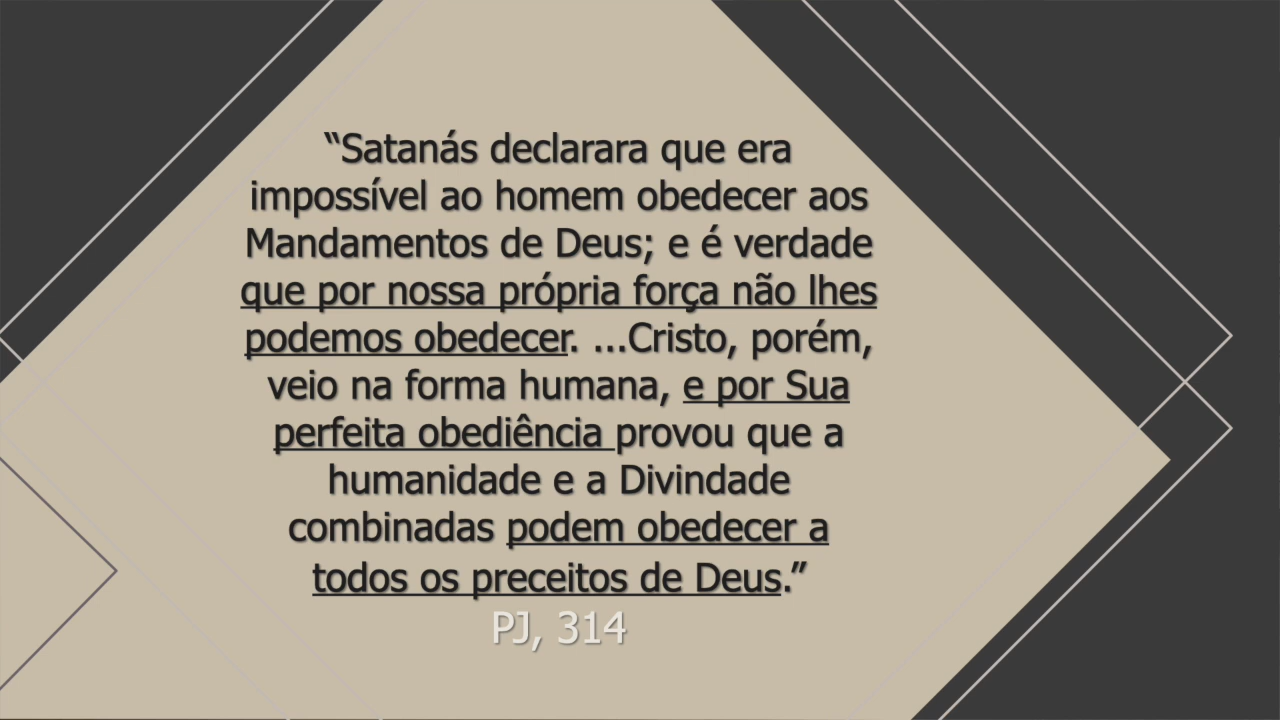 “Satanás declarara que era
impossível ao homem obedecer aos
Mandamentos de Deus; e é verdade
que por nossa própria força não lhes
podemos obedecer. ...Cristo, porém,
veio na forma humana, e por Sua
perfeita obediência provou que a
humanidade e a Divindade
combinadas podem obedecer a
todos os preceitos de Deus.”
PJ, 314